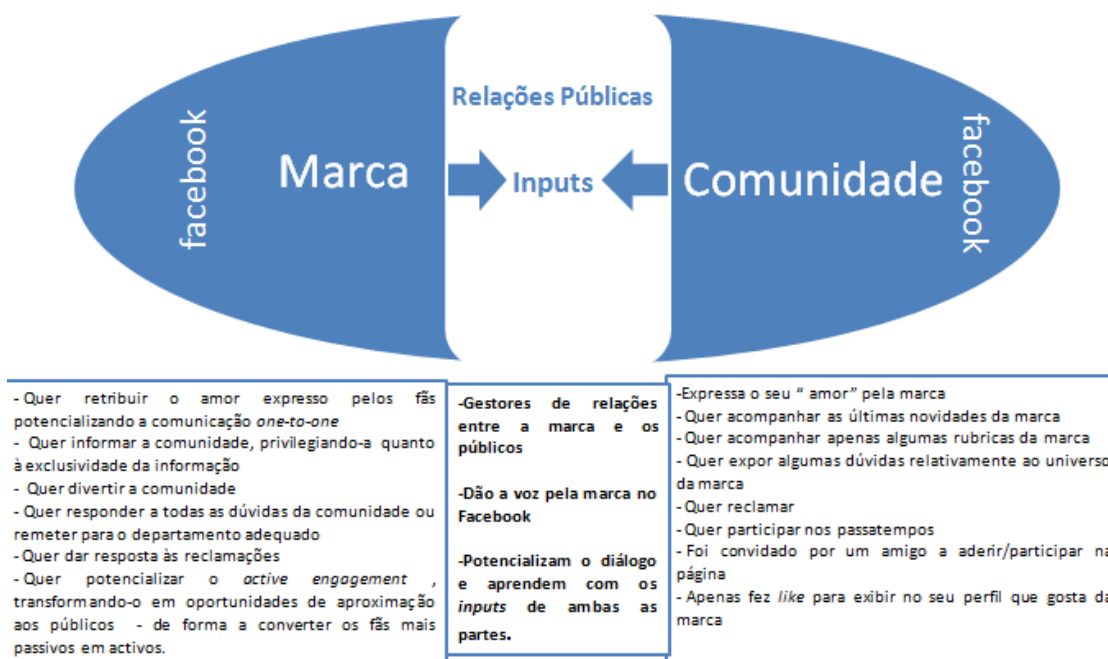 Relações Públicas
facebook
Marca
Inputs
Comunidade
facebook
- Quer retribuir o amor expresso pelos fãs
potencializando a comunicação one-to-one
- Quer informar a comunidade, privilegiando-a quanto
à exclusividade da informação
- Quer divertir a comunidade
- Quer responder a todas as dúvidas da comunidade ou
remeter para o departamento adequado
- Quer dar resposta às reclamações
- Quer potencializar o active engagement ,
transformando-o em oportunidades de aproximação
aos públicos - de forma a converter os fãs mais
passivos em activos.
-Gestores de relações
entre a marca e os
públicos
-Dão a voz pela marca no
Facebook
-Potencializam o diálogo
e aprendem com os
inputs de ambas as
partes.
-Expressa o seu “ amor” pela marca
- Quer acompanhar as últimas novidades da marca
- Quer acompanhar apenas algumas rubricas da marca
- Quer expor algumas dúvidas relativamente ao universo
da marca
- Quer reclamar
- Quer participar nos passatempos
- Foi convidado por um amigo a aderir/participar na
página
- Apenas fez like para exibir no seu perfil que gosta da
marca